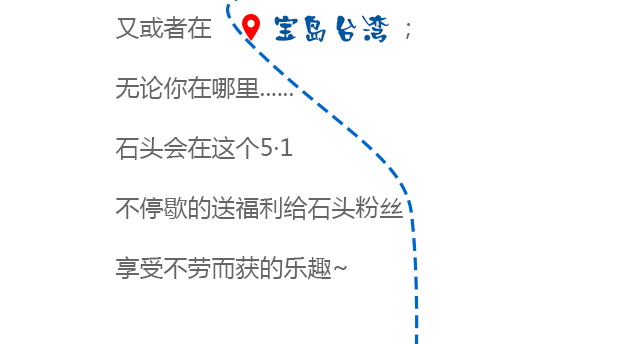 又或者在 宝岛台湾 ;
无论你在哪里......
石头会在这个5·1
不停歇的送福利给石头粉丝
享受不劳而获的乐趣~